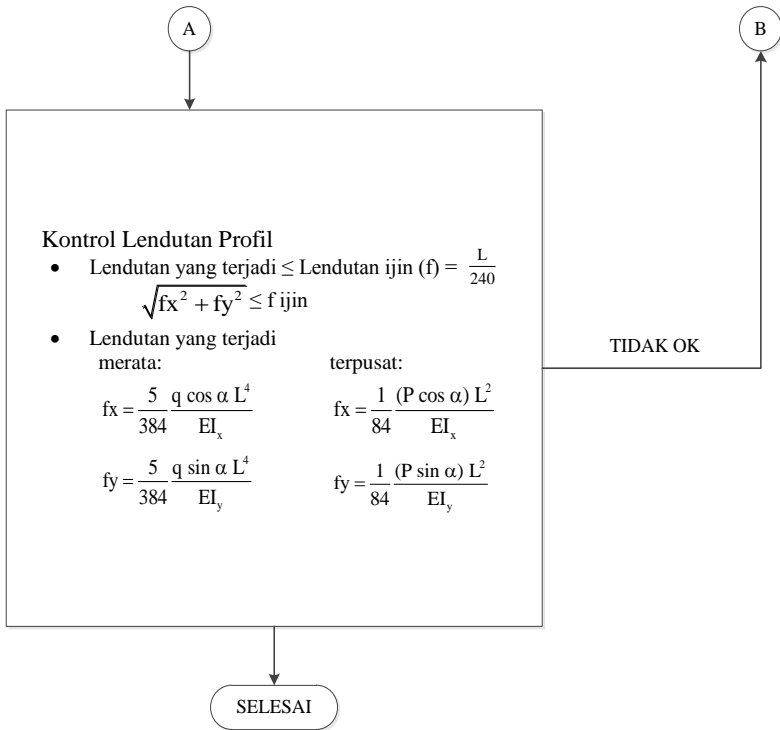 A
B
Kontrol Lendutan Profil
• Lendutan yang terjadi ≤ Lendutan ijin (f) = L/240
√(fx² + fy²) ≤ f ijin
• Lendutan yang terjadi
merata: terpusat:
fx = 5/384 (q cos α L⁴)/(EIₓ) fx = 1/84 ((P cos α) L²)/(EIₓ)
fy = 5/384 (q sin α L⁴)/(EI_y) fy = 1/84 ((P sin α) L²)/(EI_y)
TIDAK OK
SELESAI